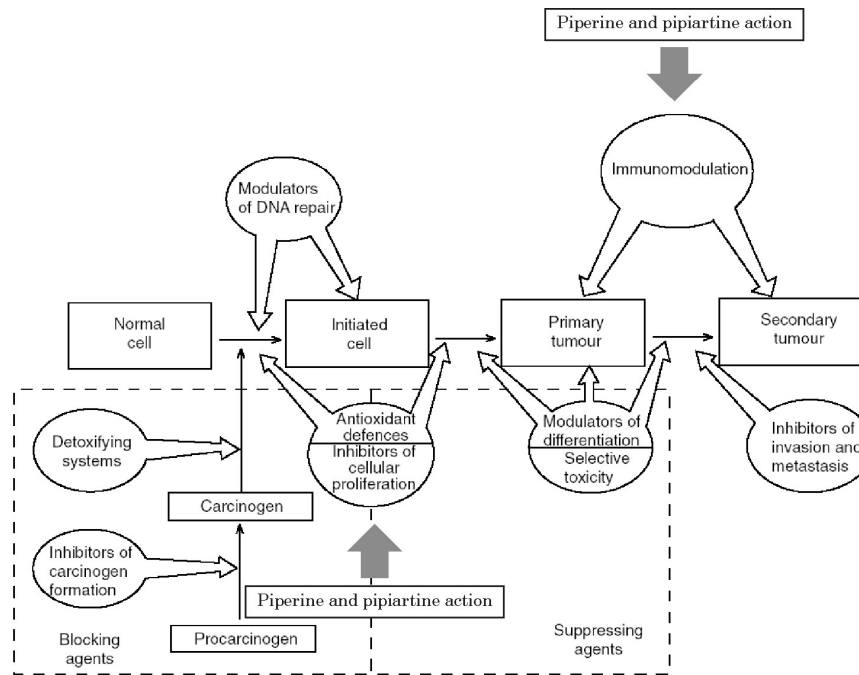 Piperine and pipiartine action
Immunomodulation
Modulators
of DNA repair
Normal
cell
Initiated
cell
Primary
tumour
Secondary
tumour
Antioxidant
defences
Inhibitors
of cellular
proliferation
Modulators of
differentiation
Selective
toxicity
Inhibitors of
invasion and
metastasis
Detoxifying
systems
Carcinogen
Inhibitors of
carcinogen
formation
Piperine and pipiartine action
Procarcinogen
Blocking
agents
Suppressing
agents